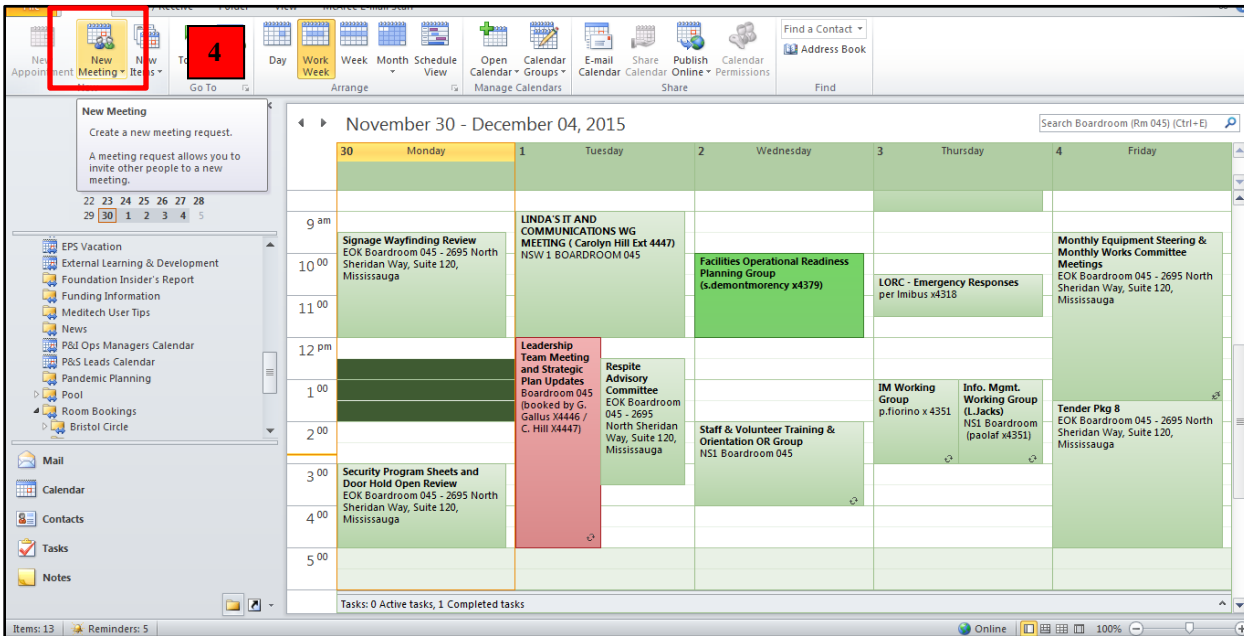 New
Appointment
New
Meeting
New
Items
4
Go To
Day
Work
Week
Week
Month
Schedule
View
Arrange
Open
Calendar
Calendar
Groups
Manage Calendars
E-mail
Calendar
Share
Calendar
Publish
Online
Calendar
Permissions
Share
Find a Contact
Address Book
Find
New Meeting
Create a new meeting request.
A meeting request allows you to
invite other people to a new
meeting.
22 23 24 25 26 27 28
29 30 1 2 3 4 5
EPS Vacation
External Learning & Development
Foundation Insider's Report
Funding Information
Meditech User Tips
News
P&I Ops Managers Calendar
P&S Leads Calendar
Pandemic Planning
Pool
Room Bookings
Bristol Circle
Mail
Calendar
Contacts
Tasks
Notes
November 30 - December 04, 2015
Search Boardroom (Rm 045) (Ctrl+E)
30 Monday
1 Tuesday
2 Wednesday
3 Thursday
4 Friday
9 am
10 00
11 00
12 pm
1 00
2 00
3 00
4 00
5 00
Signage Wayfinding Review
EOK Boardroom 045 - 2695 North
Sheridan Way, Suite 120,
Mississauga
Security Program Sheets and
Door Hold Open Review
EOK Boardroom 045 - 2695 North
Sheridan Way, Suite 120,
Mississauga
LINDA'S IT AND
COMMUNICATIONS WG
MEETING ( Carolyn Hill Ext 4447)
NSW 1 BOARDROOM 045
Leadership
Team Meeting
and Strategic
Plan Updates
Boardroom 045
(booked by G.
Gallus X4446 /
C. Hill X4447)
Respite
Advisory
Committee
EOK Boardroom
045 - 2695
North Sheridan
Way, Suite 120,
Mississauga
Facilities Operational Readiness
Planning Group
(s.demontmorency x4379)
Staff & Volunteer Training &
Orientation OR Group
NS1 Boardroom 045
LORC - Emergency Responses
per lmibus x4318
IM Working
Group
p.fiorino x 4351
Info. Mgmt.
Working Group
(L.Jacks)
NS1 Boardroom
(paolaf x4351)
Monthly Equipment Steering &
Monthly Works Committee
Meetings
EOK Boardroom 045 - 2695 North
Sheridan Way, Suite 120,
Mississauga
Tender Pkg 8
EOK Boardroom 045 - 2695 North
Sheridan Way, Suite 120,
Mississauga
Tasks: 0 Active tasks, 1 Completed tasks
Items: 13
Reminders: 5
Online
100%